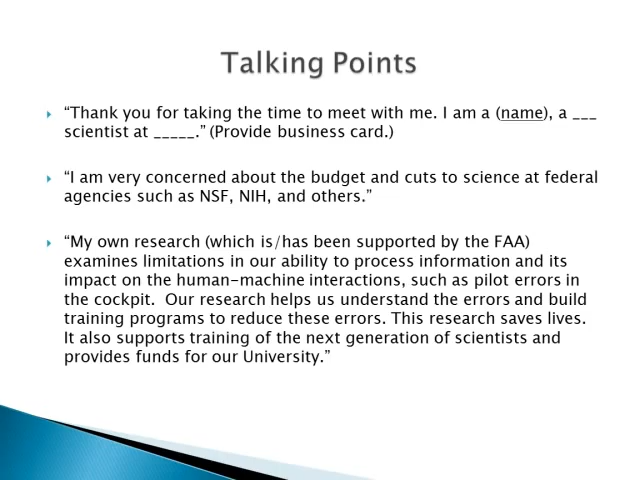 Talking Points
“Thank you for taking the time to meet with me. I am a (name), a ___
scientist at _____.” (Provide business card.)
“I am very concerned about the budget and cuts to science at federal
agencies such as NSF, NIH, and others.”
“My own research (which is/has been supported by the FAA)
examines limitations in our ability to process information and its
impact on the human-machine interactions, such as pilot errors in
the cockpit.  Our research helps us understand the errors and build
training programs to reduce these errors. This research saves lives.
It also supports training of the next generation of scientists and
provides funds for our University.”